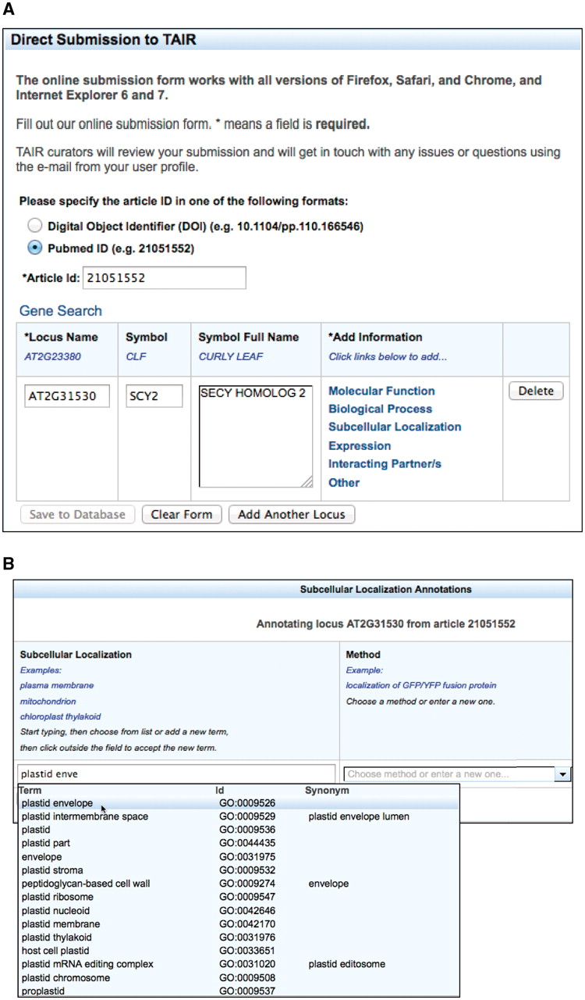 A
Direct Submission to TAIR
The online submission form works with all versions of Firefox, Safari, and Chrome, and
Internet Explorer 6 and 7.
Fill out our online submission form. * means a field is required.
TAIR curators will review your submission and will get in touch with any issues or questions using
the e-mail from your user profile.
Please specify the article ID in one of the following formats:
Digital Object Identifier (DOI) (e.g. 10.1104/pp.110.166546)
Pubmed ID (e.g. 21051552)
*Article Id: 21051552
Gene Search
*Locus Name Symbol Symbol Full Name *Add Information
AT2G23380 CLF CURLY LEAF Click links below to add...
AT2G31530 SCY2 SECY HOMOLOG 2 Molecular Function Delete
Biological Process
Subcellular Localization
Expression
Interacting Partner/s
Other
Save to Database Clear Form Add Another Locus
B
Subcellular Localization Annotations
Annotating locus AT2G31530 from article 21051552
Subcellular Localization Method
Examples: Example:
plasma membrane localization of GFP/YFP fusion protein
mitochondrion Choose a method or enter a new one.
chloroplast thylakoid
Start typing, then choose from list or add a new term,
then click outside the field to accept the new term.
plastid enve Choose method or enter a new one...
Term Id Synonym
plastid envelope GO:0009526
plastid intermembrane space GO:0009529 plastid envelope lumen
plastid GO:0009536
plastid part GO:0044435
envelope GO:0031975
plastid stroma GO:0009532
peptidoglycan-based cell wall GO:0009274 envelope
plastid ribosome GO:0009547
plastid nucleoid GO:0042646
plastid membrane GO:0042170
plastid thylakoid GO:0031976
host cell plastid GO:0033651
plastid mRNA editing complex GO:0031020 plastid editosome
plastid chromosome GO:0009508
proplastid GO:0009537